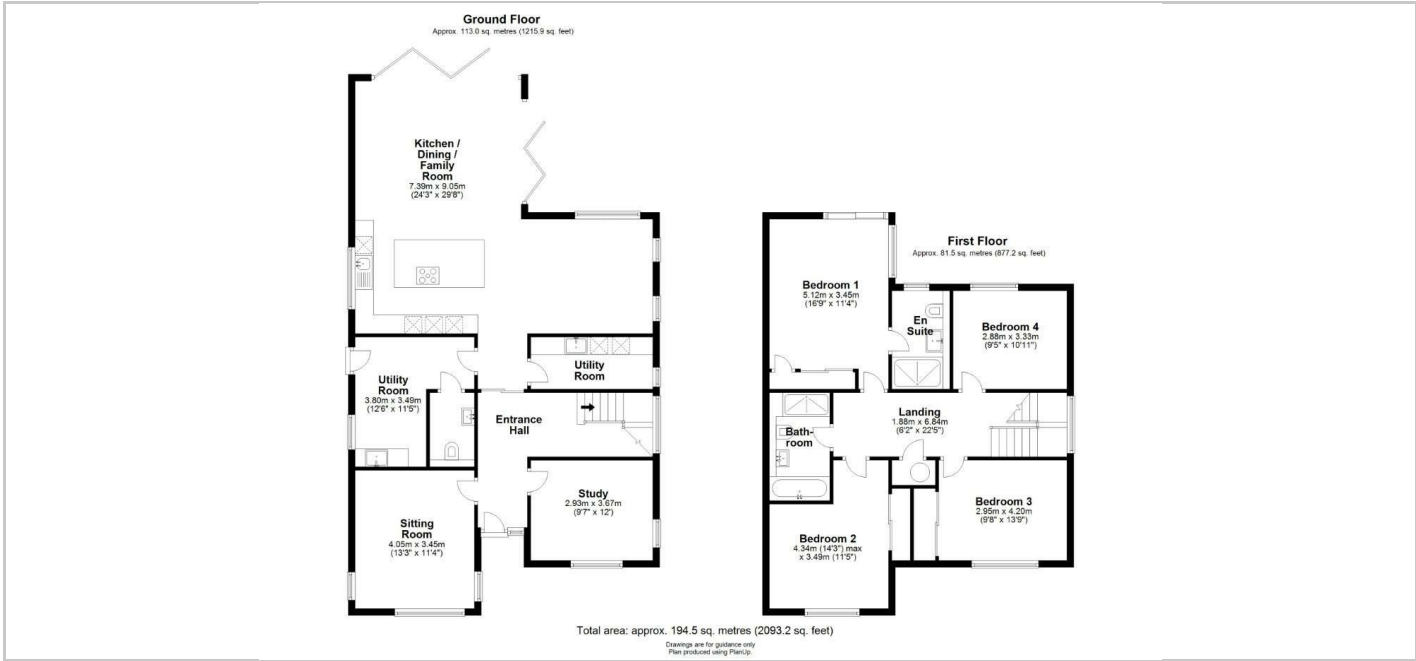 Ground Floor
Approx. 113.0 sq. metres (1215.9 sq. feet)
Kitchen /
Dining /
Family
Room
7.39m x 9.05m
(24'3" x 29'8")
Utility
Room
3.80m x 3.49m
(12'6" x 11'5")
Utility
Room
Entrance
Hall
Study
2.93m x 3.67m
(9'7" x 12')
Sitting
Room
4.05m x 3.45m
(13'3" x 11'4")
First Floor
Approx. 81.5 sq. metres (877.2 sq. feet)
Bedroom 1
5.12m x 3.45m
(16'9" x 11'4")
En
Suite
Bedroom 4
2.88m x 3.33m
(9'5" x 10'11")
Landing
1.88m x 6.84m
(6'2" x 22'5")
Bath-
room
Bedroom 3
2.95m x 4.20m
(9'8" x 13'9")
Bedroom 2
4.34m (14'3") max
x 3.49m (11'5")
Total area: approx. 194.5 sq. metres (2093.2 sq. feet)
Drawings are for guidance only
Plan produced using PlanUp.